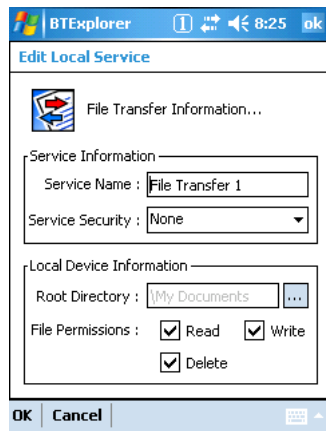 BTExplorer 1 8:25 ok
Edit Local Service
File Transfer Information...
Service Information
Service Name : File Transfer 1
Service Security : None
Local Device Information
Root Directory : \My Documents ...
File Permissions : Read Write
Delete
OK Cancel